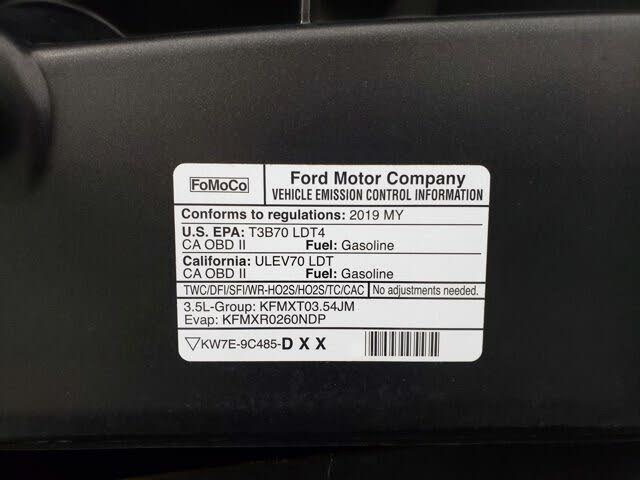 FoMoCo
Ford Motor Company
VEHICLE EMISSION CONTROL INFORMATION
Conforms to regulations: 2019 MY
U.S. EPA: T3B70 LDT4
CA OBD II Fuel: Gasoline
California: ULEV70 LDT
CA OBD II Fuel: Gasoline
TWC/DFI/SFI/WR-HO2S/HO2S/TC/CAC No adjustments needed.
3.5L-Group: KFMXT03.54JM
Evap: KFMXR0260NDP
▽KW7E-9C485-DXX